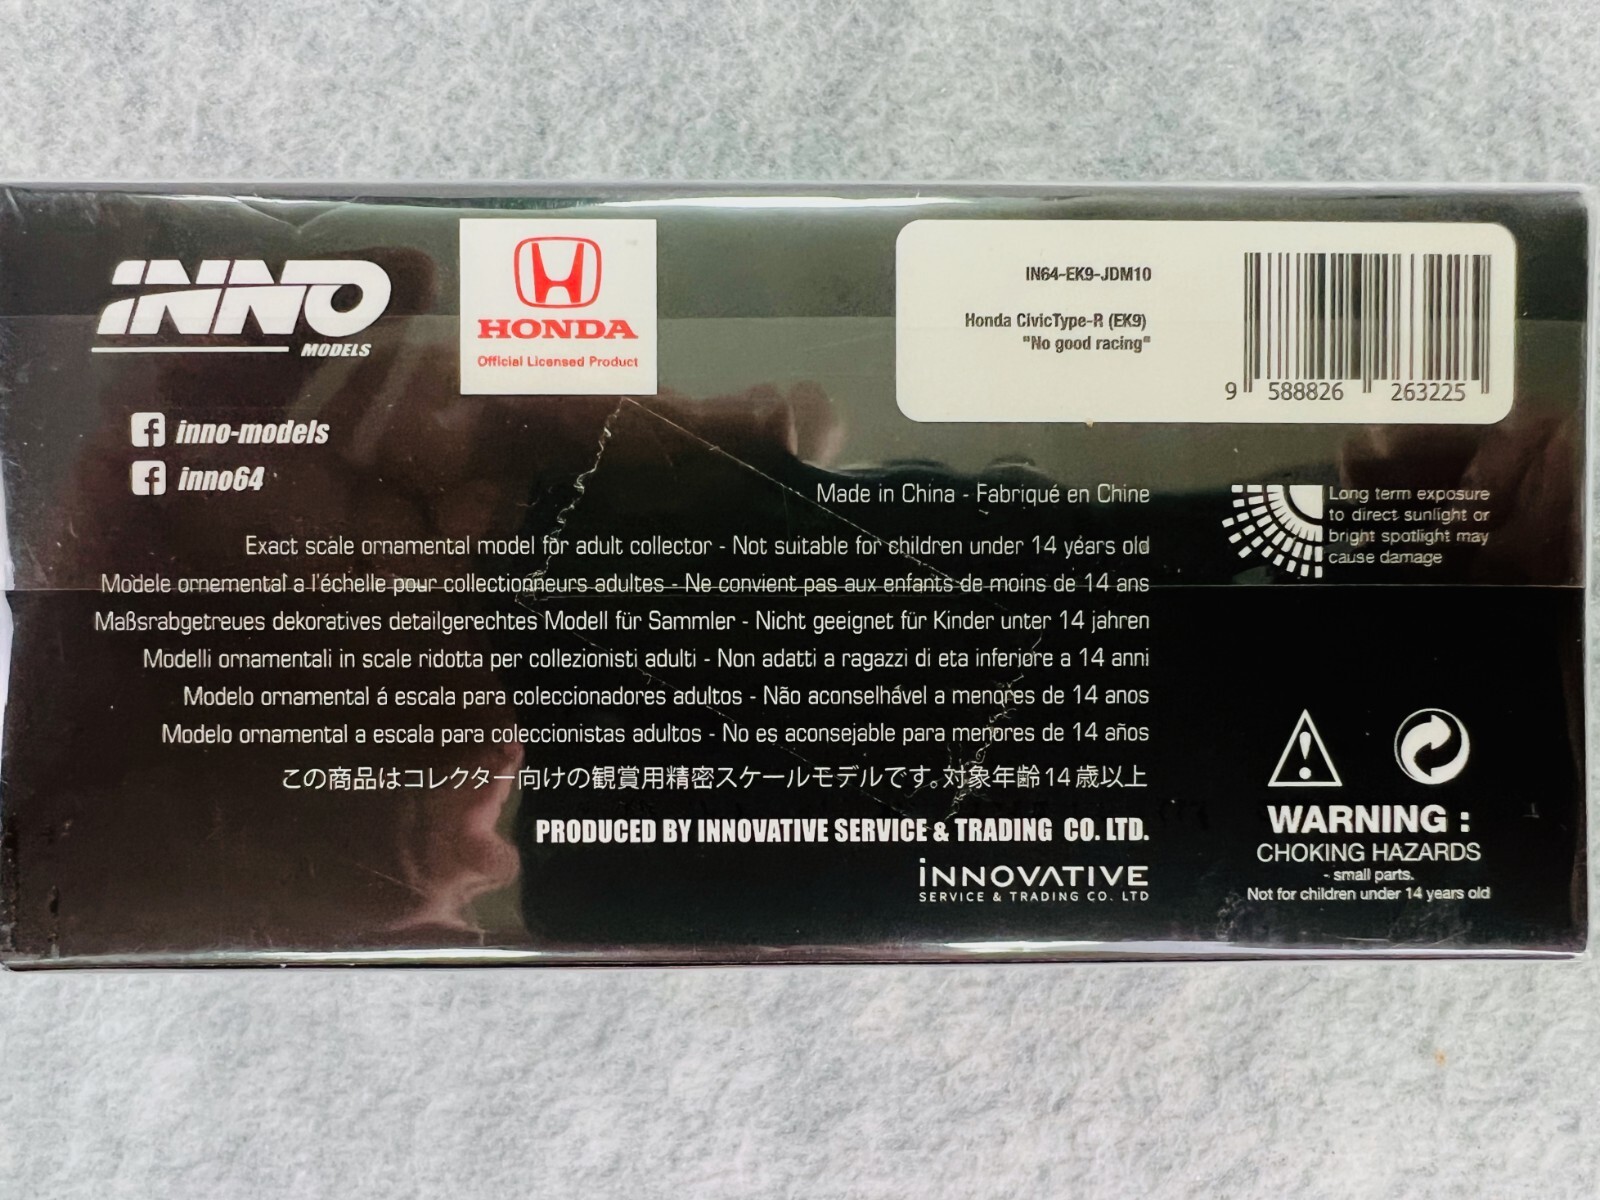 INNO
MODELS
HONDA
Official Licensed Product
IN64-EK9-JDM10
Honda CivicType-R (EK9)
"No good racing"
9 588826 263225
inno-models
inno64
Made in China - Fabriqué en Chine
Long term exposure
to direct sunlight or
bright spotlight may
cause damage
Exact scale ornamental model for adult collector - Not suitable for children under 14 years old
Modele ornemental a l'échelle pour collectionneurs adultes - Ne convient pas aux enfants de moins de 14 ans
Maßsrabgetreues dekoratives detailgerechtes Modell für Sammler - Nicht geeignet für Kinder unter 14 jahren
Modelli ornamentali in scale ridotta per collezionisti adulti - Non adatti a ragazzi di eta inferiore a 14 anni
Modelo ornamental á escala para coleccionadores adultos - Não aconselhável a menores de 14 anos
Modelo ornamental a escala para coleccionistas adultos - No es aconsejable para menores de 14 años
この商品はコレクター向けの観賞用精密スケールモデルです。対象年齢14歳以上
PRODUCED BY INNOVATIVE SERVICE & TRADING CO. LTD.
INNOVATIVE
SERVICE & TRADING CO. LTD
WARNING :
CHOKING HAZARDS
- small parts.
Not for children under 14 years old